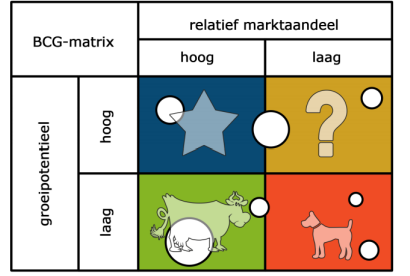 BCG-matrix
relatief marktaandeel
hoog
laag
groeipotentieel
hoog
?
laag